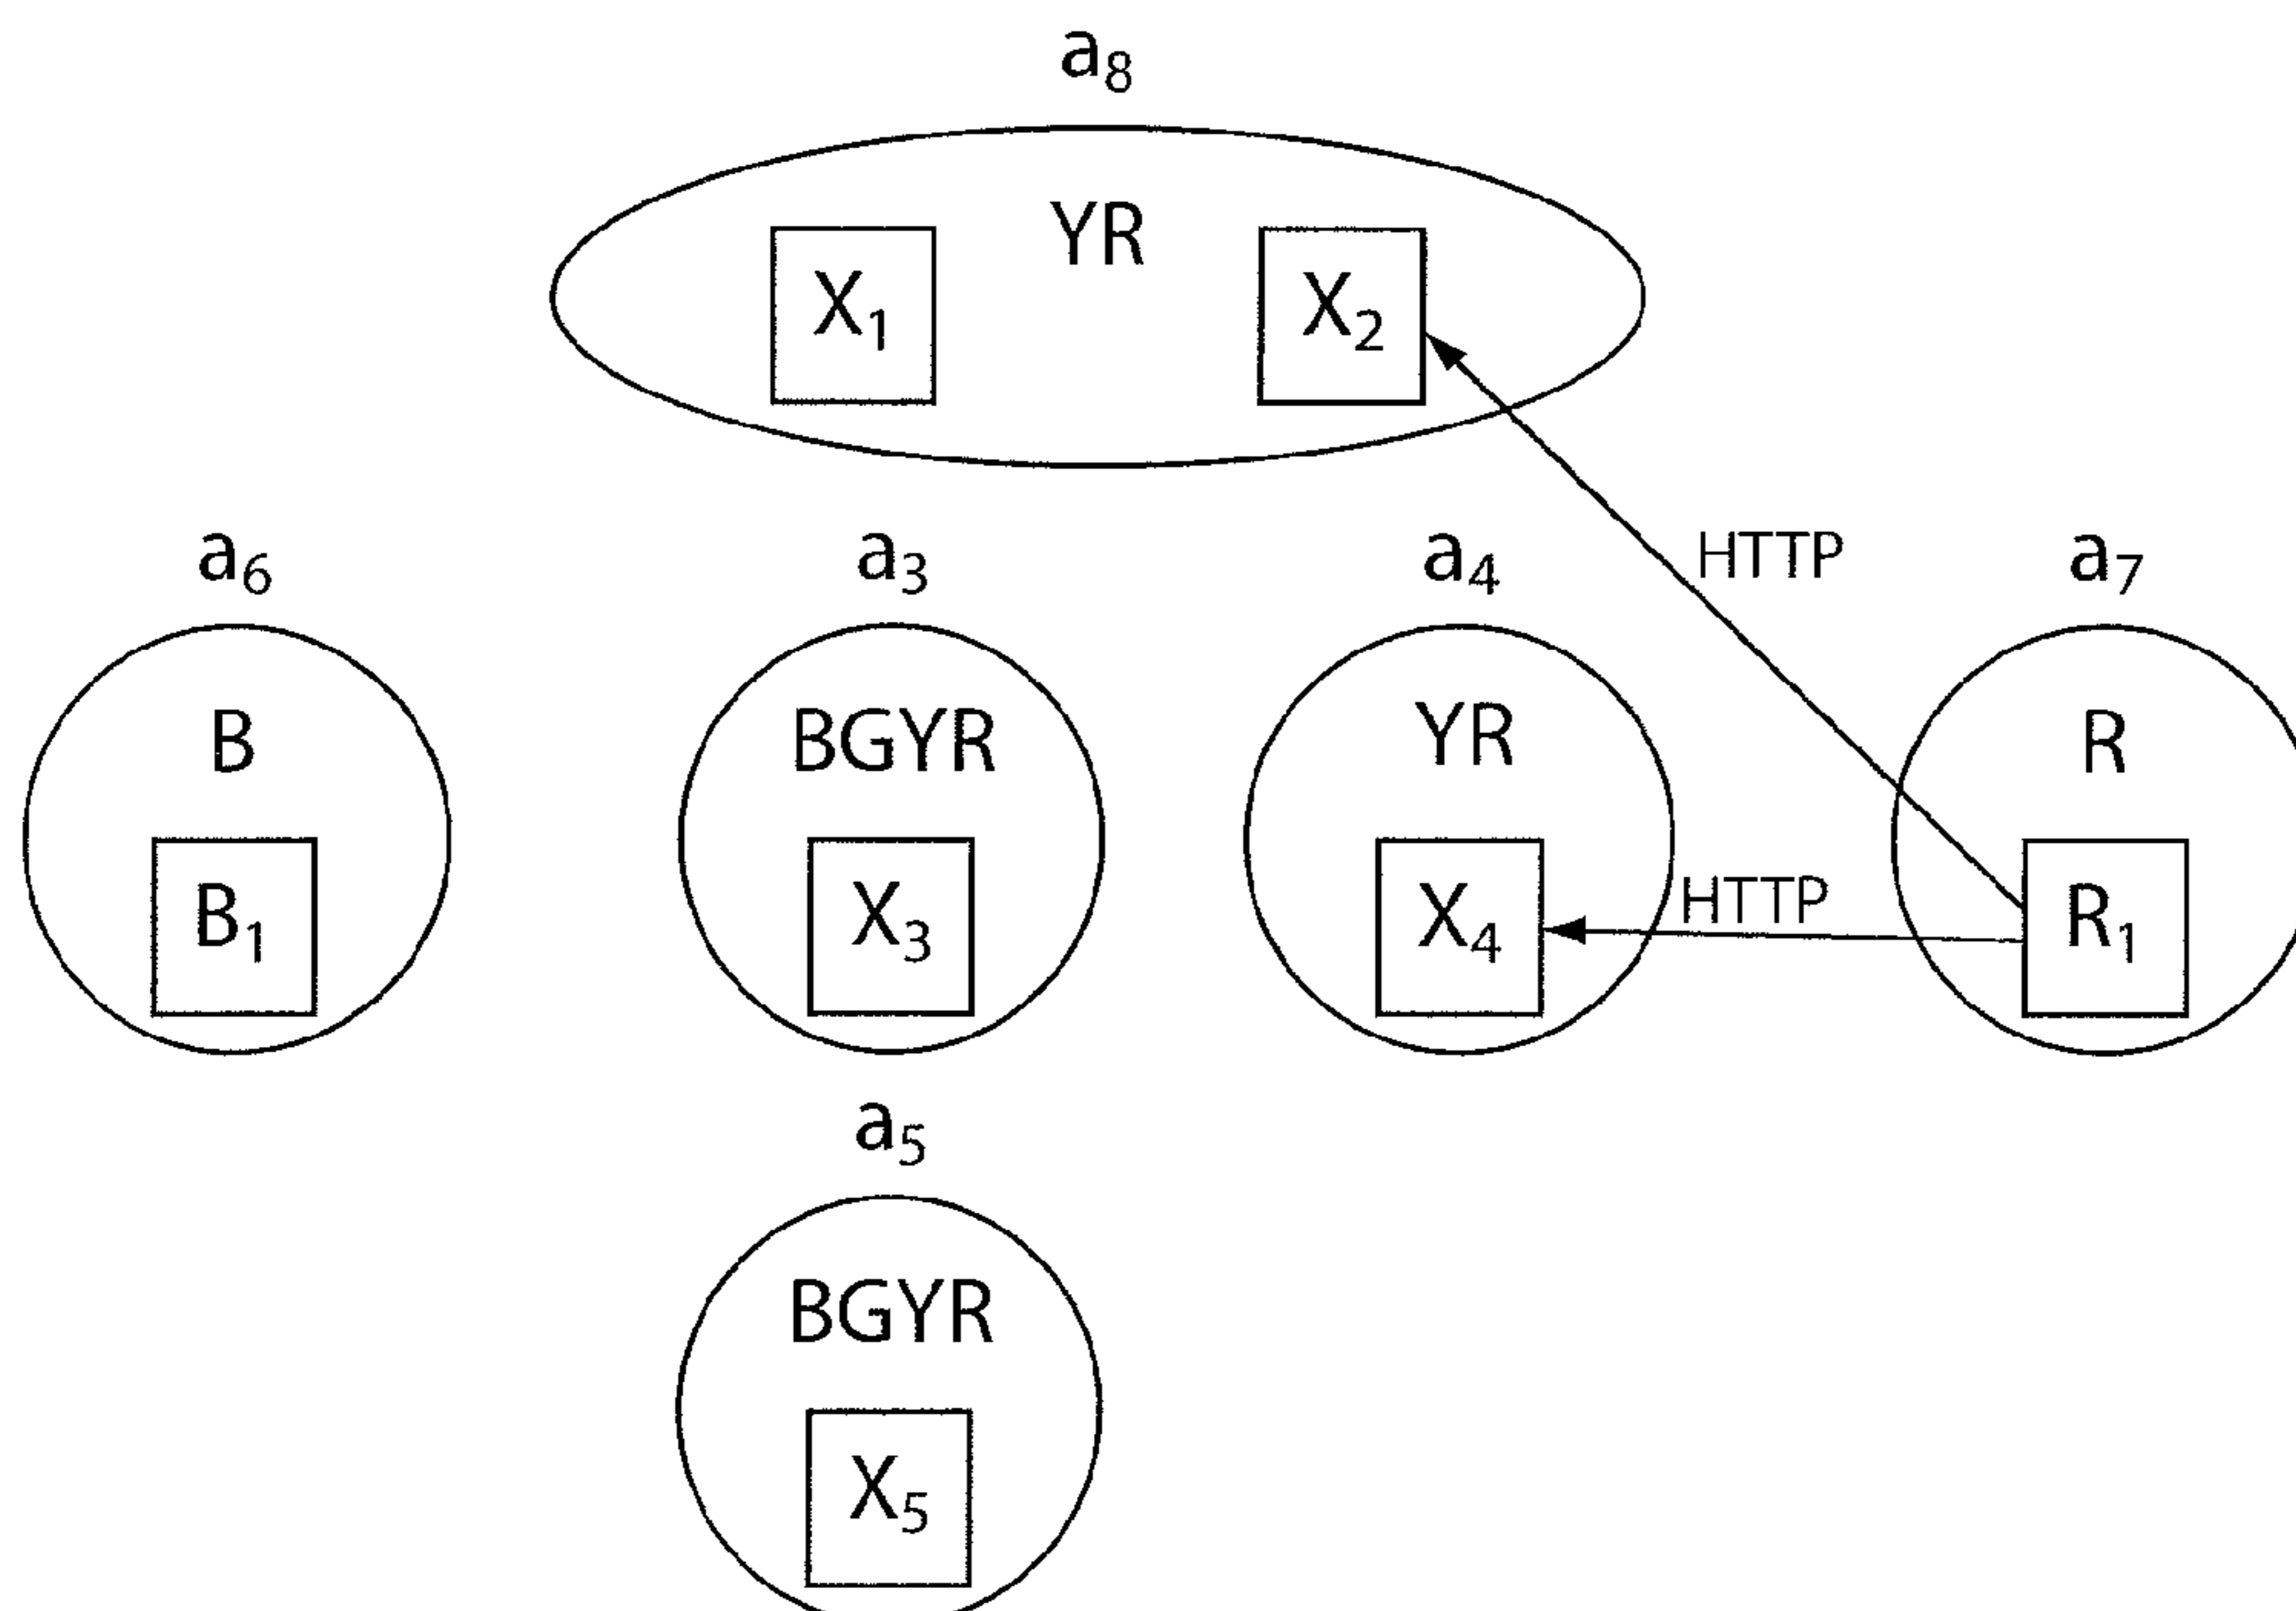 a₈
YR
X₁ X₂
HTTP
a₆ a₃ a₄ a₇
B BGYR YR R
HTTP
B₁ X₃ X₄ R₁
a₅
BGYR
X₅